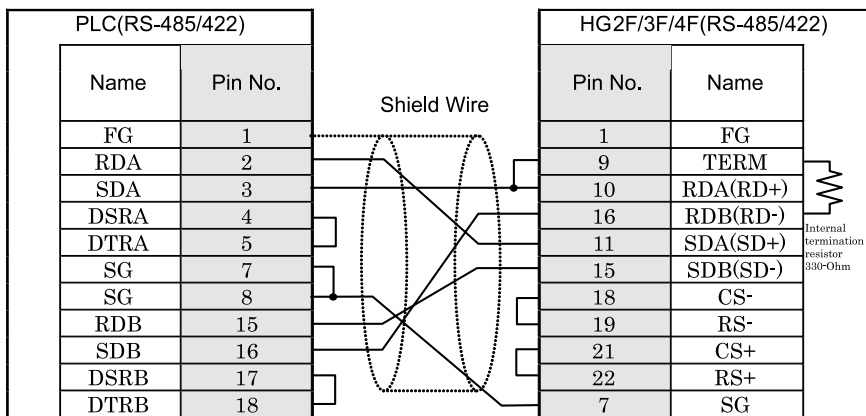 PLC(RS-485/422) HG2F/3F/4F(RS-485/422)
Name Pin No. Pin No. Name
Shield Wire
FG 1 1 FG
RDA 2 9 TERM
SDA 3 10 RDA(RD+)
DSRA 4 16 RDB(RD-)
DTRA 5 11 SDA(SD+)
SG 7 15 SDB(SD-)
SG 8 18 CS-
RDB 15 19 RS-
SDB 16 21 CS+
DSRB 17 22 RS+
DTRB 18 7 SG
Internal
termination
resistor
330-Ohm